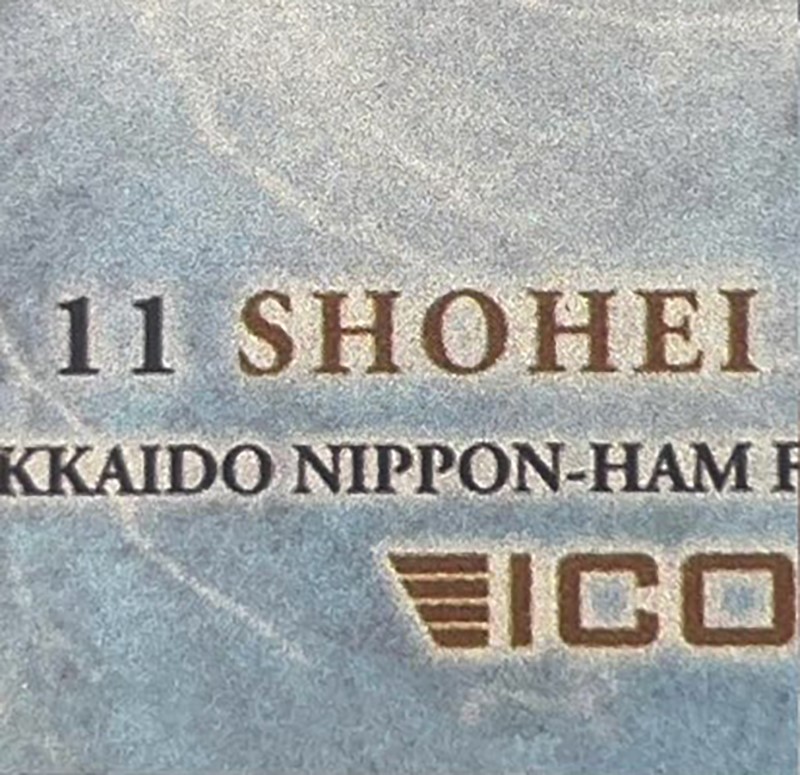 11 SHOHEI
KKAIDO NIPPON-HAM F
ICO